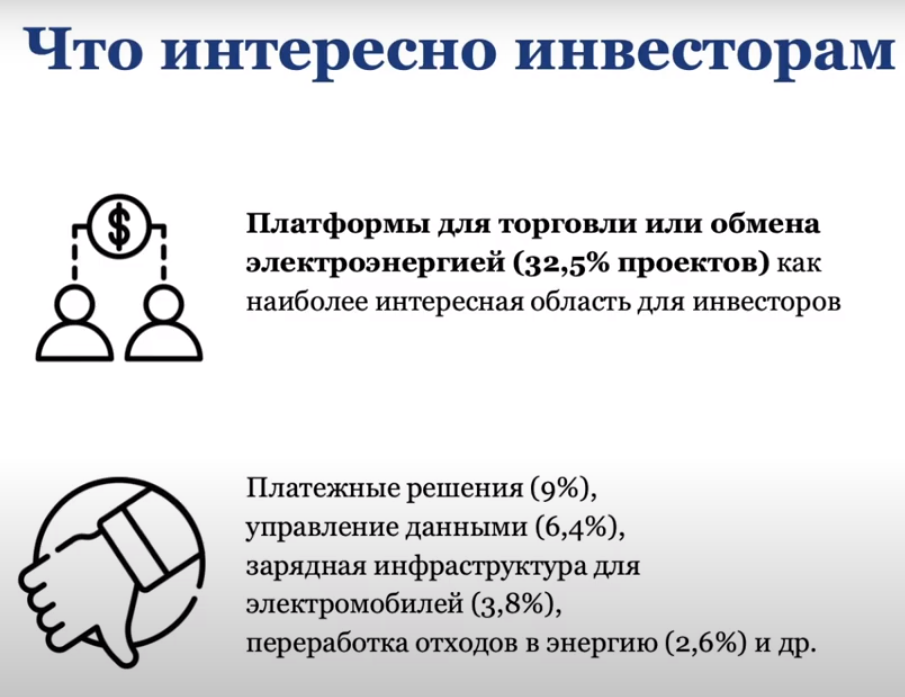 Что интересно инвесторам
$
Платформы для торговли или обмена
электроэнергией (32,5% проектов) как
наиболее интересная область для инвесторов
Платежные решения (9%),
управление данными (6,4%),
зарядная инфраструктура для
электромобилей (3,8%),
переработка отходов в энергию (2,6%) и др.